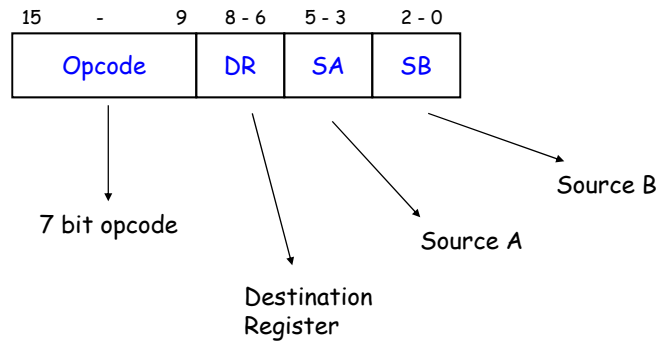 15 - 9 8 - 6 5 - 3 2 - 0
Opcode DR SA SB
Source B
7 bit opcode
Source A
Destination
Register